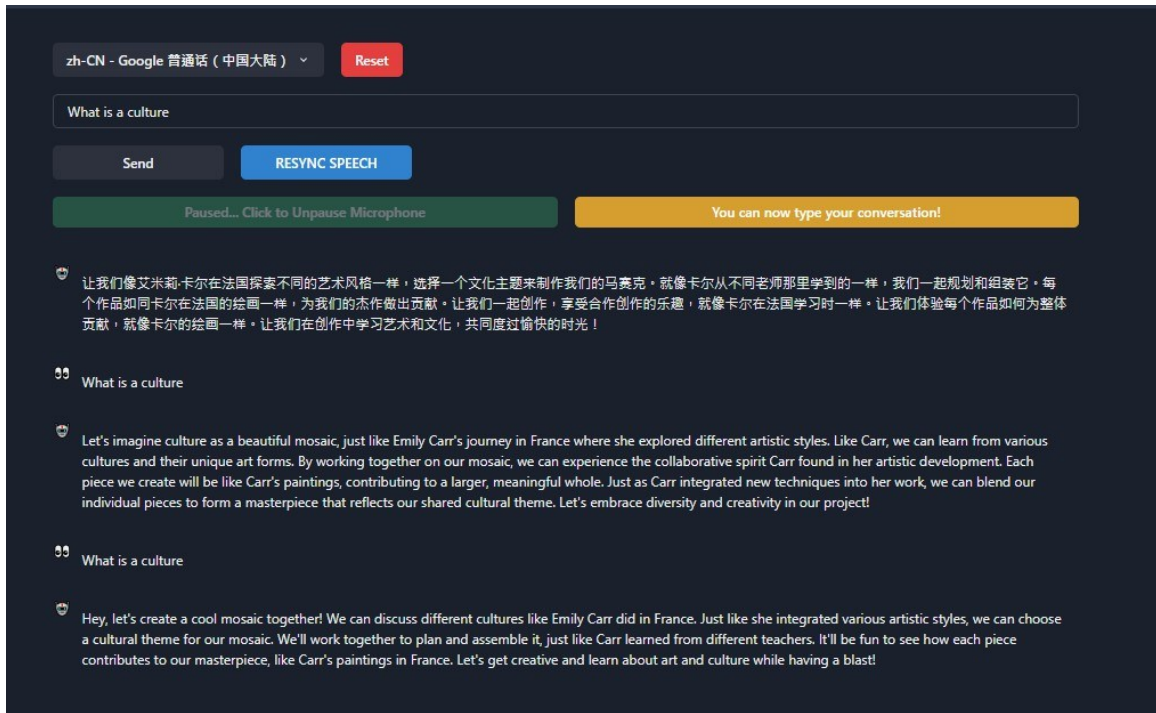 zh-CN - Google 普通话（中国大陆）
Reset
What is a culture
Send
RESYNC SPEECH
Paused... Click to Unpause Microphone
You can now type your conversation!
让我们像艾米莉·卡尔在法国探索不同的艺术风格一样，选择一个文化主题来制作我们的马赛克。就像卡尔从不同老师那里学到的一样，我们一起规划和组装它。每
个作品如同卡尔在法国的绘画一样，为我们的杰作做出贡献。让我们一起创作，享受合作创作的乐趣，就像卡尔在法国学习时一样。让我们体验每个作品如何为整体
贡献，就像卡尔的绘画一样。让我们在创作中学习艺术和文化，共同度过愉快的时光！
What is a culture
Let's imagine culture as a beautiful mosaic, just like Emily Carr's journey in France where she explored different artistic styles. Like Carr, we can learn from various
cultures and their unique art forms. By working together on our mosaic, we can experience the collaborative spirit Carr found in her artistic development. Each
piece we create will be like Carr's paintings, contributing to a larger, meaningful whole. Just as Carr integrated new techniques into her work, we can blend our
individual pieces to form a masterpiece that reflects our shared cultural theme. Let's embrace diversity and creativity in our project!
What is a culture
Hey, let's create a cool mosaic together! We can discuss different cultures like Emily Carr did in France. Just like she integrated various artistic styles, we can choose
a cultural theme for our mosaic. We'll work together to plan and assemble it, just like Carr learned from different teachers. It'll be fun to see how each piece
contributes to our masterpiece, like Carr's paintings in France. Let's get creative and learn about art and culture while having a blast!